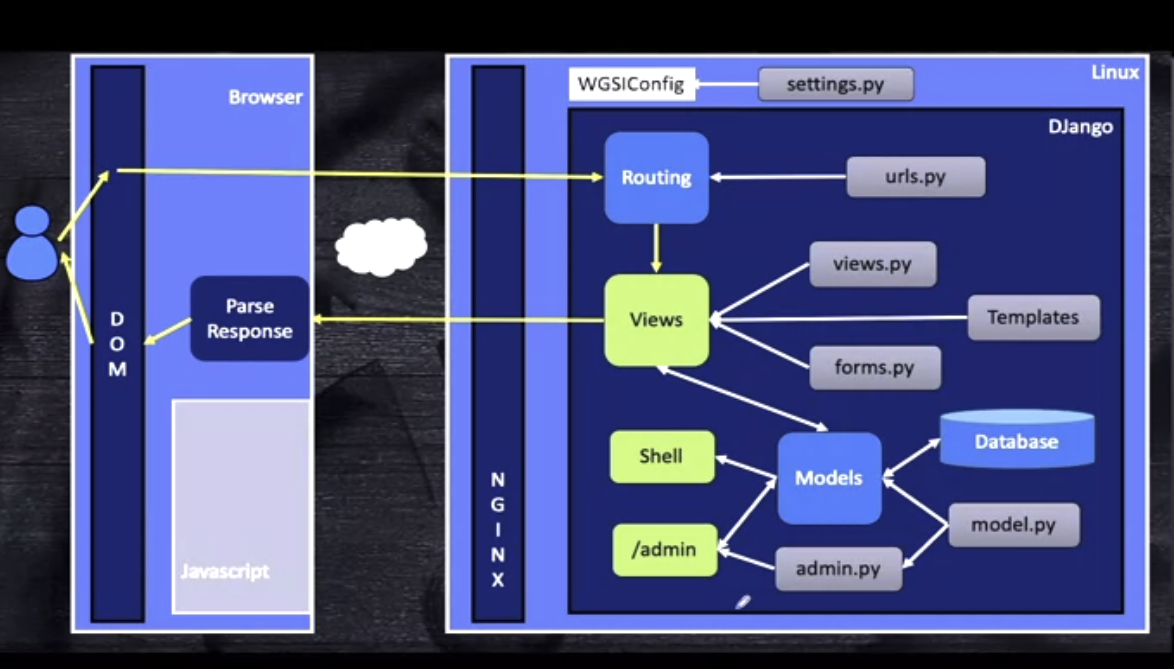 Browser
D
O
M
Parse
Response
Javascript
Linux
WGSIConfig
settings.py
DJango
Routing
urls.py
views.py
Views
Templates
forms.py
Shell
Models
Database
/admin
admin.py
model.py
N
G
I
N
X